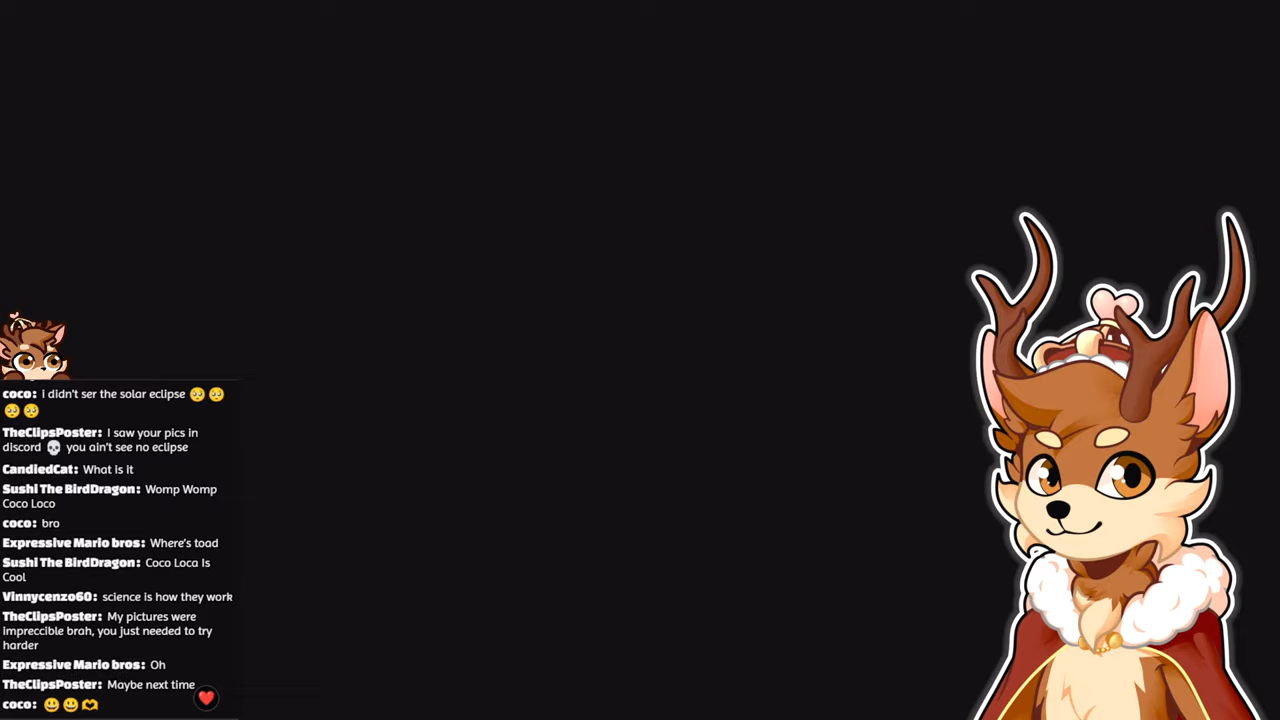 coco: i didn't ser the solar eclipse 🥺 🥺
🥺 🥺
TheClipsPoster: I saw your pics in
discord 💀 you ain't see no eclipse
CandiedCat: What is it
Sushi The BirdDragon: Womp Womp
Coco Loco
coco: bro
Expressive Mario bros: Where's toad
Sushi The BirdDragon: Coco Loca Is
Cool
Vinnycenzo60: science is how they work
TheClipsPoster: My pictures were
impreccible brah, you just needed to try
harder
Expressive Mario bros: Oh
TheClipsPoster: Maybe next time
coco: 😃 😃 🫶